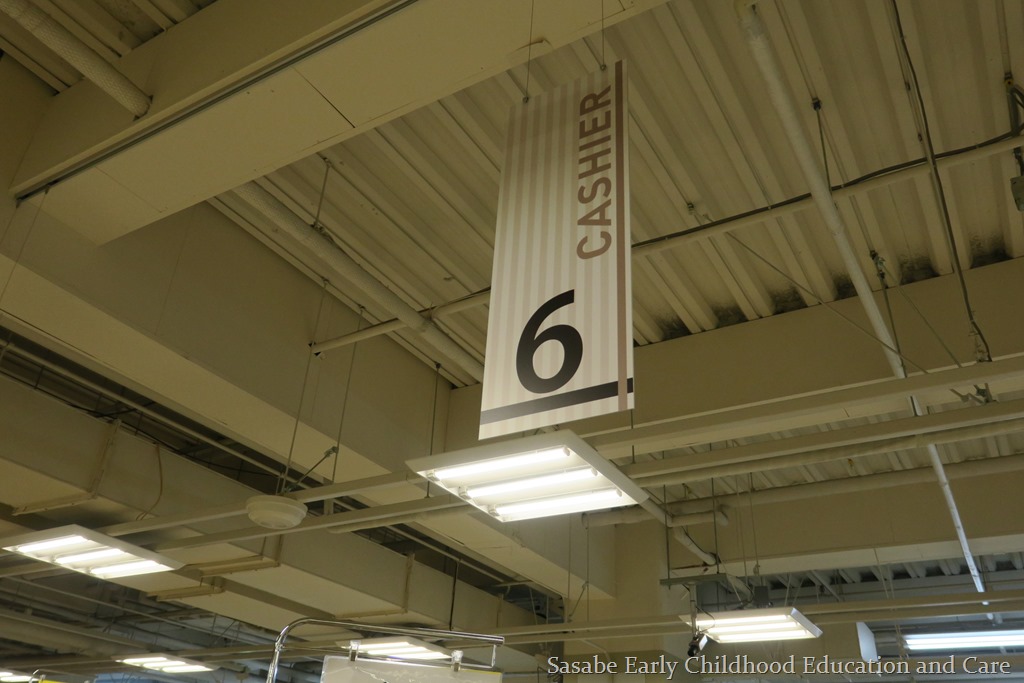 CASHIER
6
Sasabe Early Childhood Education and Care